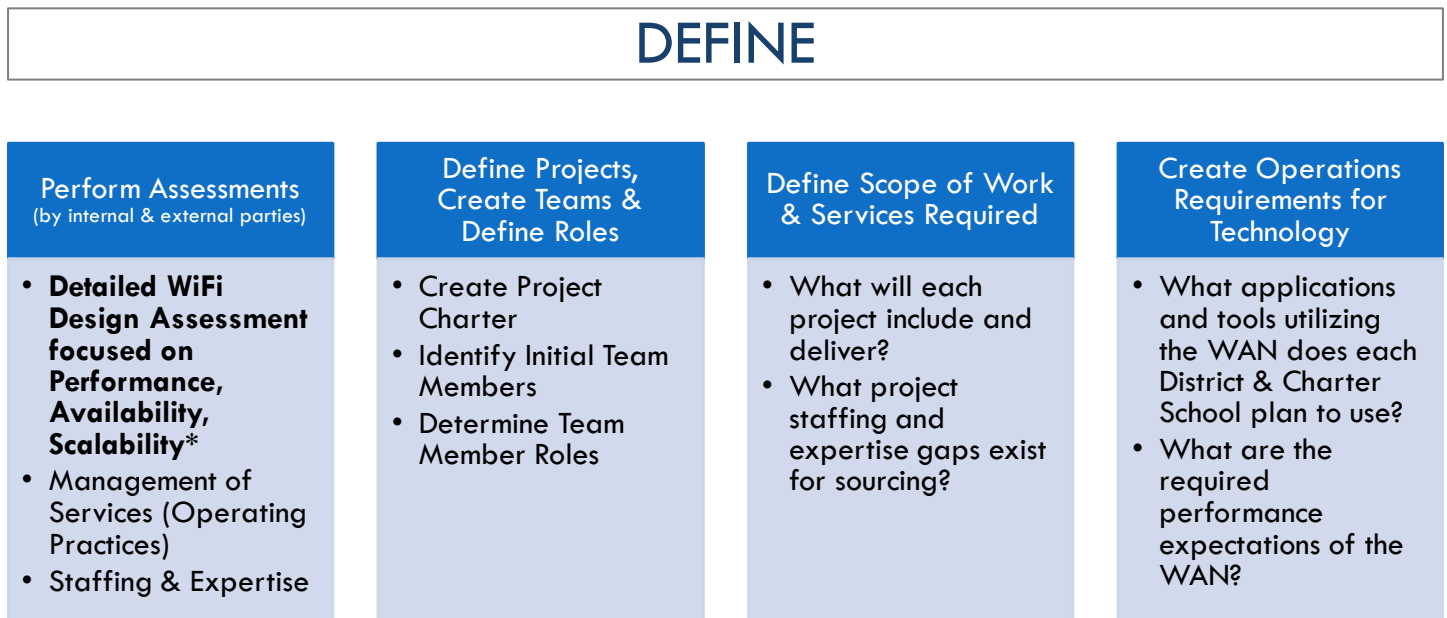 DEFINE
Perform Assessments
(by internal & external parties)
• Detailed WiFi
Design Assessment
focused on
Performance,
Availability,
Scalability*
• Management of
Services (Operating
Practices)
• Staffing & Expertise
Define Projects,
Create Teams &
Define Roles
• Create Project
Charter
• Identify Initial Team
Members
• Determine Team
Member Roles
Define Scope of Work
& Services Required
• What will each
project include and
deliver?
• What project
staffing and
expertise gaps exist
for sourcing?
Create Operations
Requirements for
Technology
• What applications
and tools utilizing
the WAN does each
District & Charter
School plan to use?
• What are the
required
performance
expectations of the
WAN?